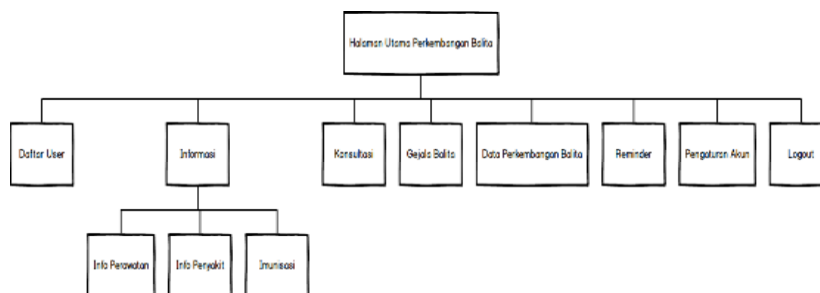 Halaman Utama Perkembangan Balita
Daftar User
Informasi
Konsultasi
Gejala Balita
Data Perkembangan Balita
Reminder
Pengaturan Akun
Logout
Info Perawatan
Info Penyakit
Imunisasi